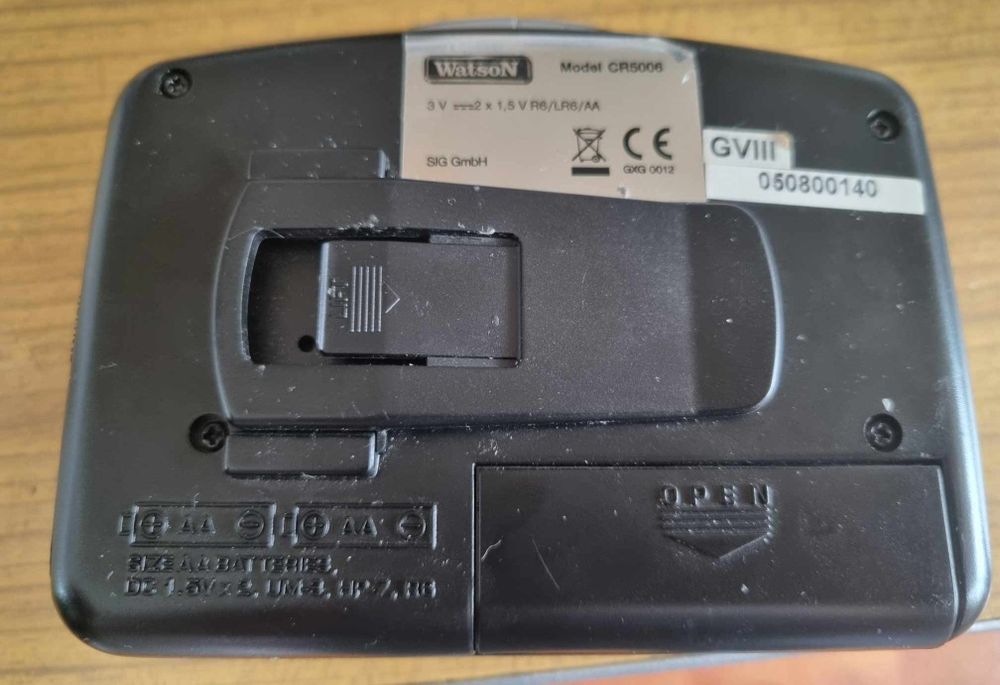 WatsoN Model CR5006
3 V ⎓2 x 1,5 V R6/LR6/AA
SIG GmbH
CE
GXG 0012
GVIII
050800140
LIFT
OPEN
+ AA - + AA -
SIZE AA BATTERIES,
DC 1.5V x 2, UM-3, HP-7, R6